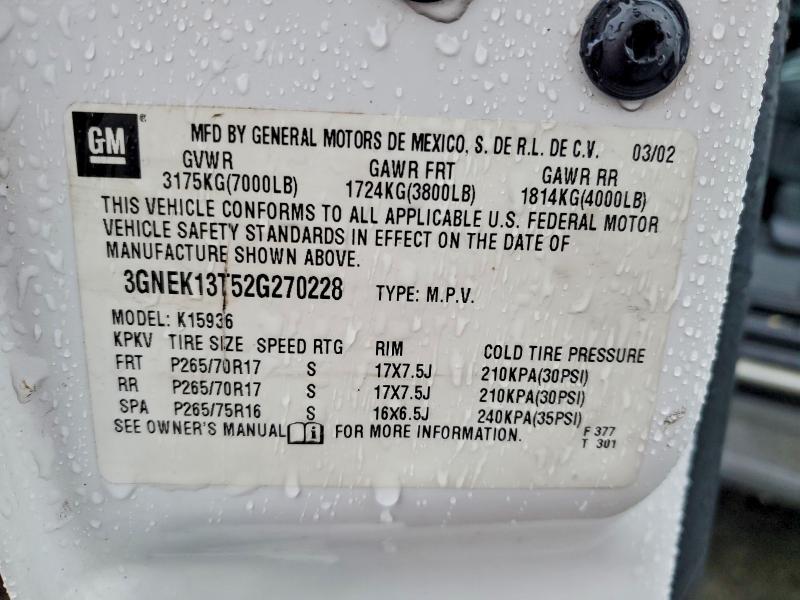 GM ® MFD BY GENERAL MOTORS DE MEXICO, S. DE R.L. DE C.V. 03/02
GVWR GAWR FRT GAWR RR
3175KG(7000LB) 1724KG(3800LB) 1814KG(4000LB)
THIS VEHICLE CONFORMS TO ALL APPLICABLE U.S. FEDERAL MOTOR
VEHICLE SAFETY STANDARDS IN EFFECT ON THE DATE OF
MANUFACTURE SHOWN ABOVE.
3GNEK13T52G270228 TYPE: M.P.V.
MODEL: K15936
KPKV TIRE SIZE SPEED RTG RIM COLD TIRE PRESSURE
FRT P265/70R17 S 17X7.5J 210KPA(30PSI)
RR P265/70R17 S 17X7.5J 210KPA(30PSI)
SPA P265/75R16 S 16X6.5J 240KPA(35PSI)
SEE OWNER'S MANUAL i FOR MORE INFORMATION.
F 377
T 301